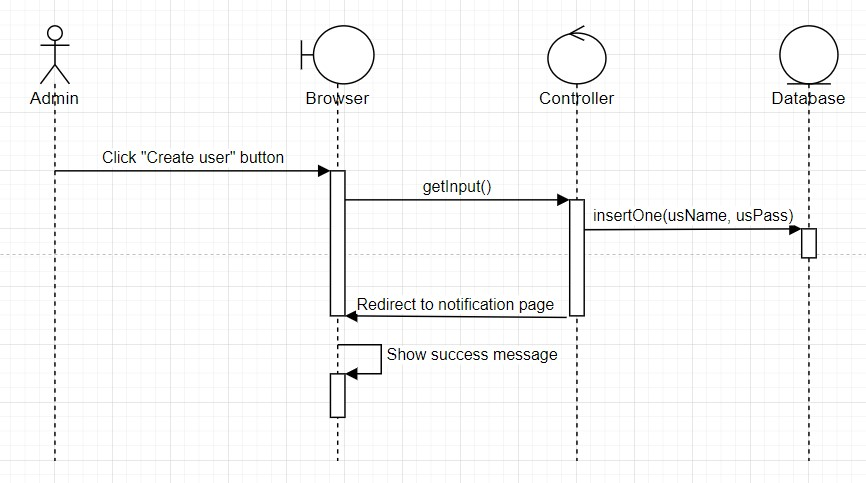 Admin
Browser
Controller
Database
Click "Create user" button
getInput()
insertOne(usName, usPass)
Redirect to notification page
Show success message